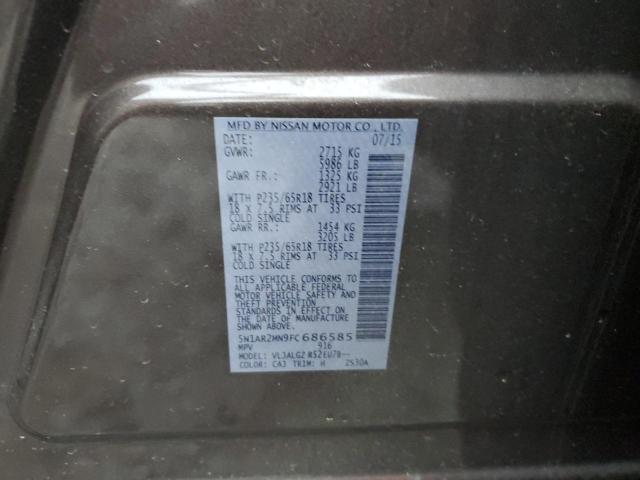 MFD BY NISSAN MOTOR CO., LTD.
DATE: 07/15
GVWR: 2715 KG
5986 LB
GAWR FR.: 1325 KG
2921 LB
WITH P235/65R18 TIRES
18 X 7.5 RIMS AT 33 PSI
COLD SINGLE
GAWR RR.: 1454 KG
3205 LB
WITH P235/65R18 TIRES
18 X 7.5 RIMS AT 33 PSI
COLD SINGLE
THIS VEHICLE CONFORMS TO
ALL APPLICABLE FEDERAL
MOTOR VEHICLE SAFETY AND
THEFT PREVENTION
STANDARDS IN EFFECT ON
THE DATE OF MANUFACTURE
SHOWN ABOVE.
5N1AR2MN9FC686585
MPV 916
MODEL:
COLOR: CAJ TRIM: H 2S30A